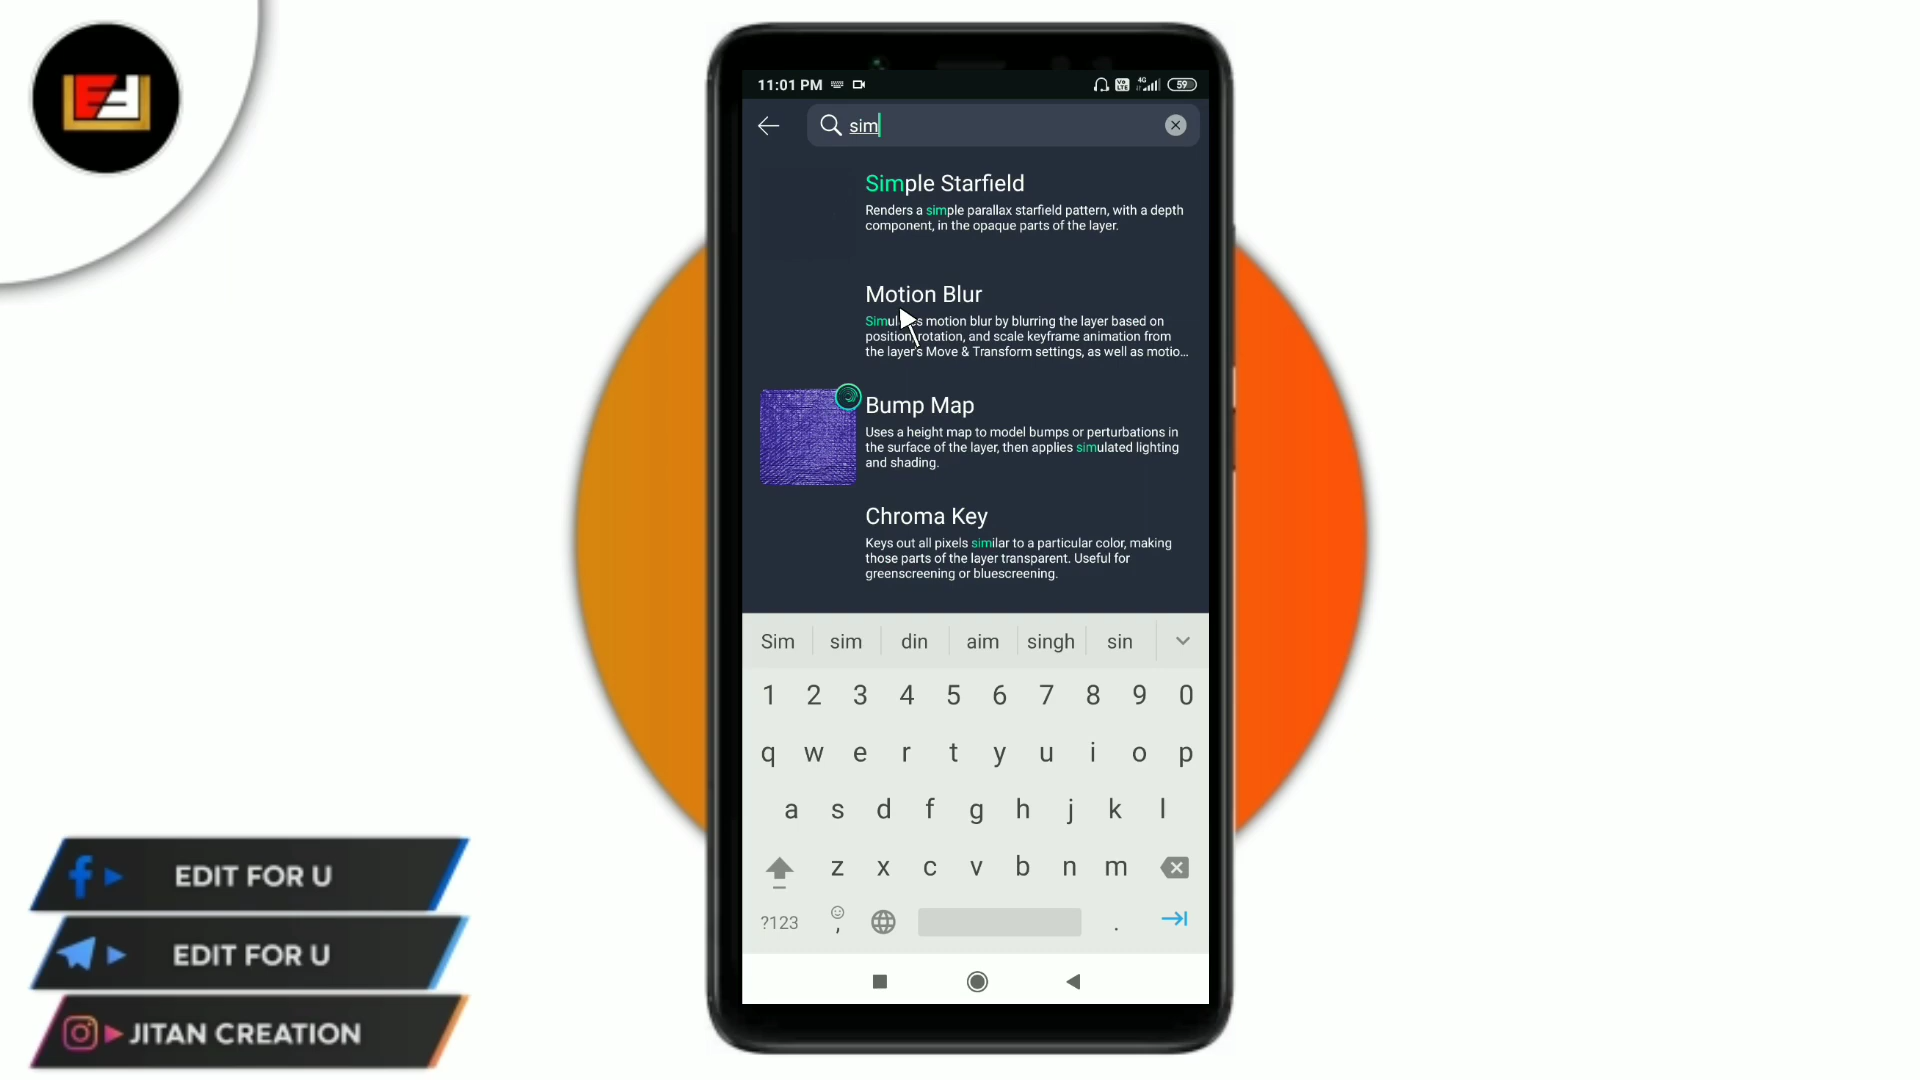 11:01 PM
4G
59
sim
Simple Starfield
Renders a simple parallax starfield pattern, with a depth
component, in the opaque parts of the layer.
Motion Blur
motion blur by blurring the layer based on
position, rotation, and scale keyframe animation from
the layer's Move & Transform settings, as well as motio...
Bump Map
Uses a height map to model bumps or perturbations in
the surface of the layer, then applies simulated lighting
and shading.
Chroma Key
Keys out all pixels similar to a particular color, making
those parts of the layer transparent. Useful for
greenscreening or bluescreening.
Sim sim din aim singh sin
1 2 3 4 5 6 7 8 9 0
q w e r t y u i o p
a s d f g h j k l
z x c v b n m
?123 , .
EDIT FOR U
EDIT FOR U
JITAN CREATION